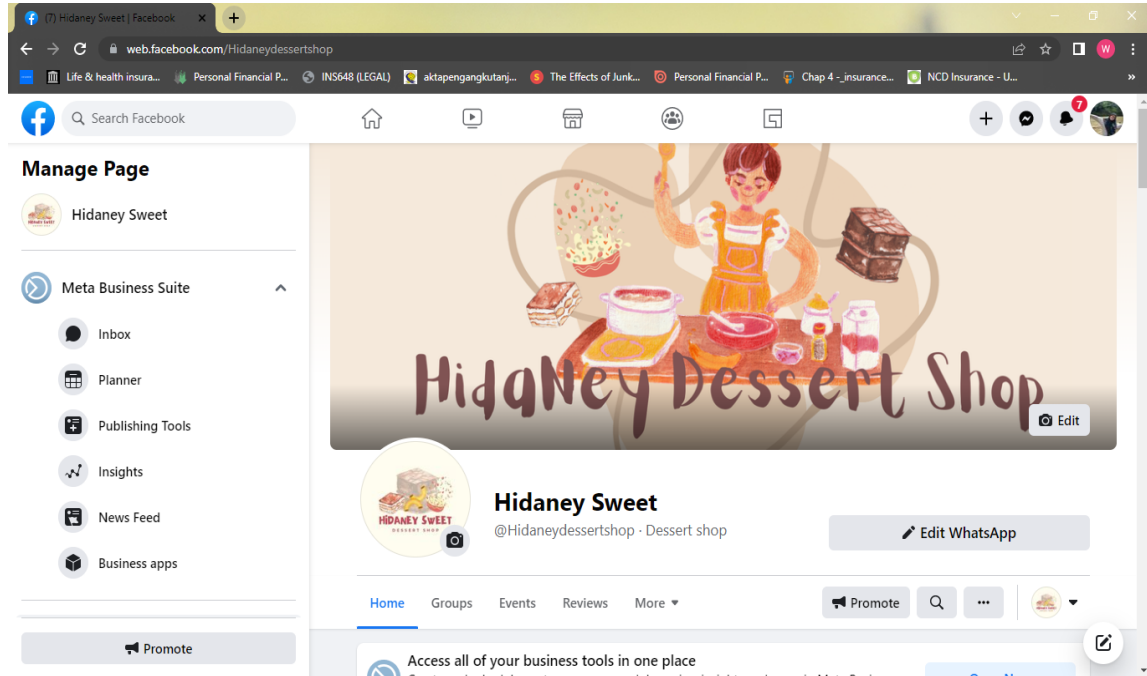 (7) Hidaney Sweet | Facebook
web.facebook.com/Hidaneydessertshop
W
Life & health insura... Personal Financial P... INS648 (LEGAL) aktapengangkutanj... The Effects of Junk... Personal Financial P... Chap 4 -_insurance... NCD Insurance - U... »
Search Facebook
7
Manage Page
Hidaney Sweet
Meta Business Suite
Inbox
Planner
Publishing Tools
Insights
News Feed
Business apps
Promote
HidaNey Dessert Shop
Edit
HIDANEY SWEET
DESSERT SHOP
Hidaney Sweet
@Hidaneydessertshop · Dessert shop
Edit WhatsApp
Home Groups Events Reviews More
Promote
Access all of your business tools in one place